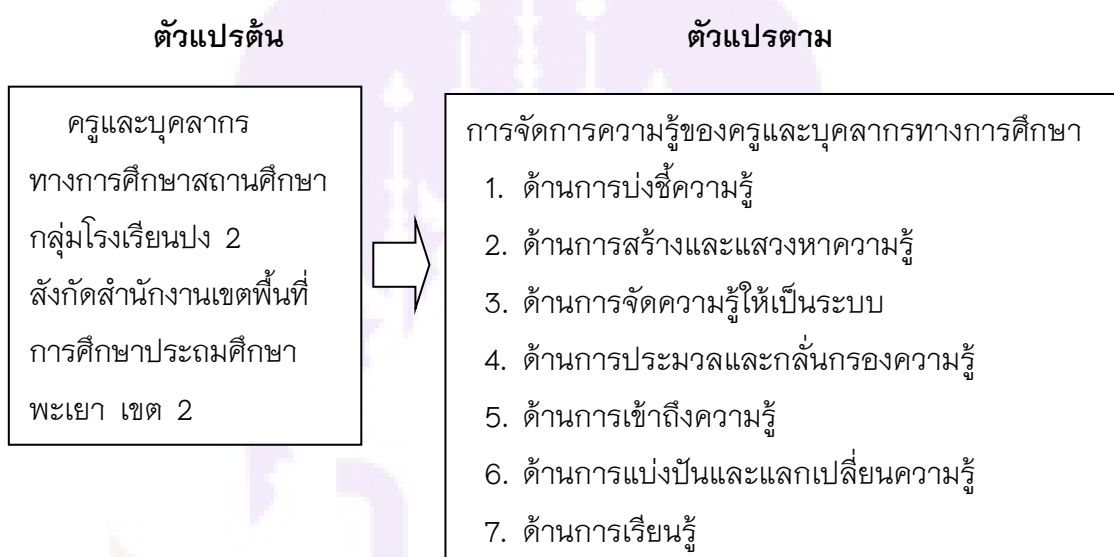 ตัวแปรต้น
ตัวแปรตาม
ครูและบุคลากร
ทางการศึกษาสถานศึกษา
กลุ่มโรงเรียนปง 2
สังกัดสำนักงานเขตพื้นที่
การศึกษาประถมศึกษา
พะเยา เขต 2
การจัดการความรู้ของครูและบุคลากรทางการศึกษา
1. ด้านการบ่งชี้ความรู้
2. ด้านการสร้างและแสวงหาความรู้
3. ด้านการจัดความรู้ให้เป็นระบบ
4. ด้านการประมวลและกลั่นกรองความรู้
5. ด้านการเข้าถึงความรู้
6. ด้านการแบ่งปันและแลกเปลี่ยนความรู้
7. ด้านการเรียนรู้